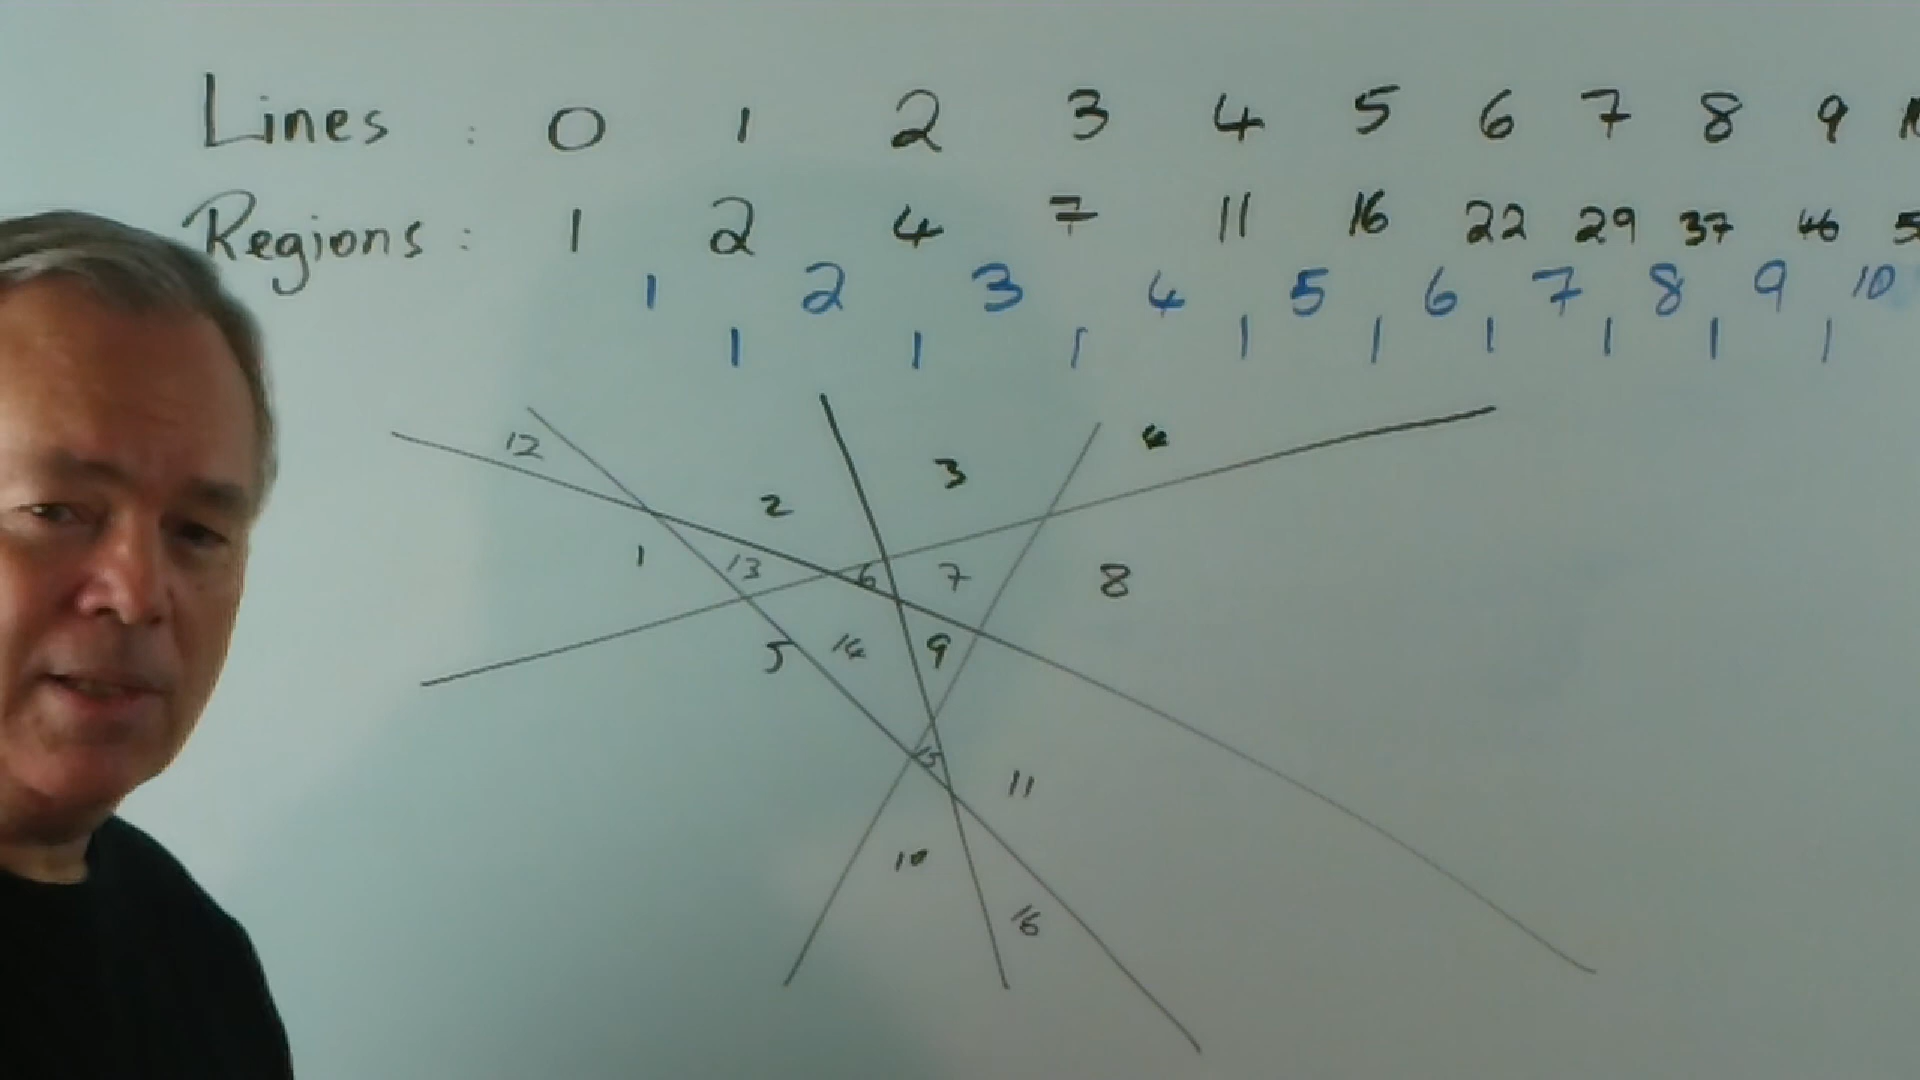 Lines : 0 1 2 3 4 5 6 7 8 9
Regions : 1 2 4 7 11 16 22 29 37 46
1 2 3 4 5 6 7 8 9 10
1 1 1 1 1 1 1 1 1 1
12 2 3 4
1 13 6 7 8
5 14 9
15 11
10
16